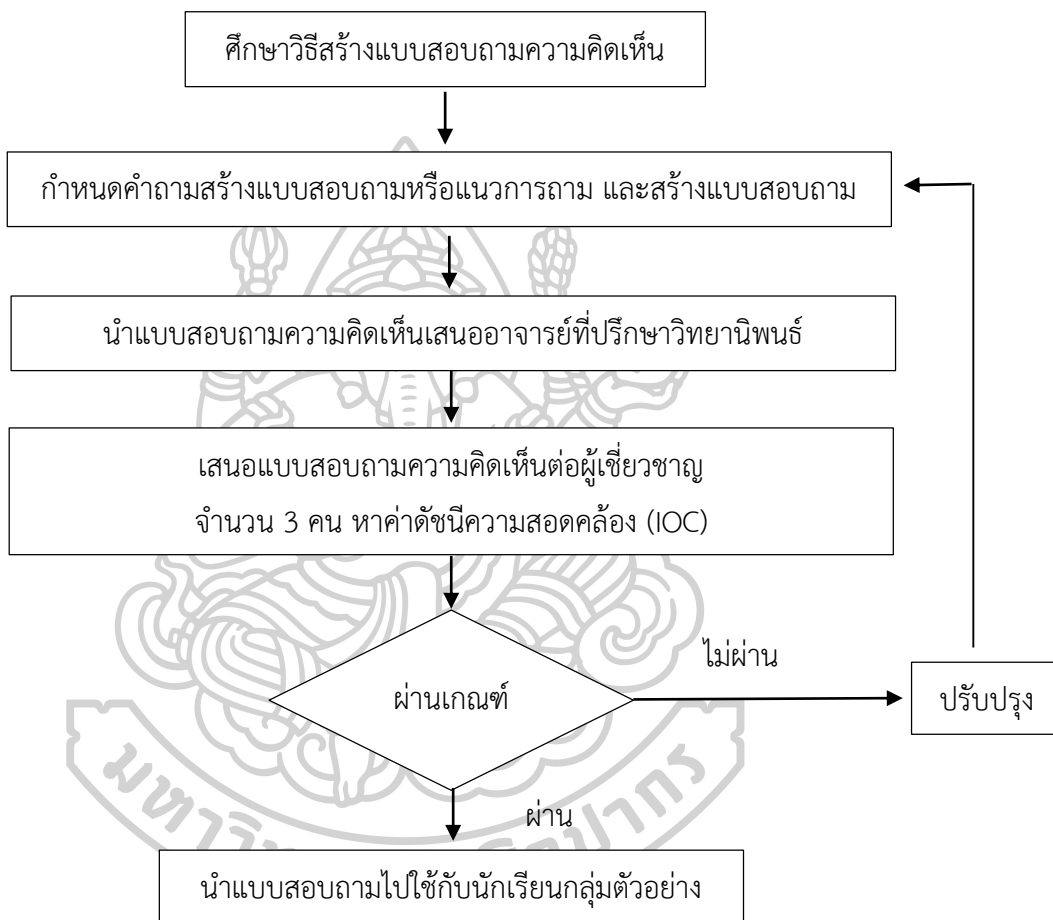 ศึกษาวิธีสร้างแบบสอบถามความคิดเห็น
กำหนดคำถามสร้างแบบสอบถามหรือแนวการถาม และสร้างแบบสอบถาม
นำแบบสอบถามความคิดเห็นเสนออาจารย์ที่ปรึกษาวิทยานิพนธ์
เสนอแบบสอบถามความคิดเห็นต่อผู้เชี่ยวชาญ
จำนวน 3 คน หาค่าดัชนีความสอดคล้อง (IOC)
ไม่ผ่าน
ผ่านเกณฑ์
ปรับปรุง
ผ่าน
นำแบบสอบถามไปใช้กับนักเรียนกลุ่มตัวอย่าง